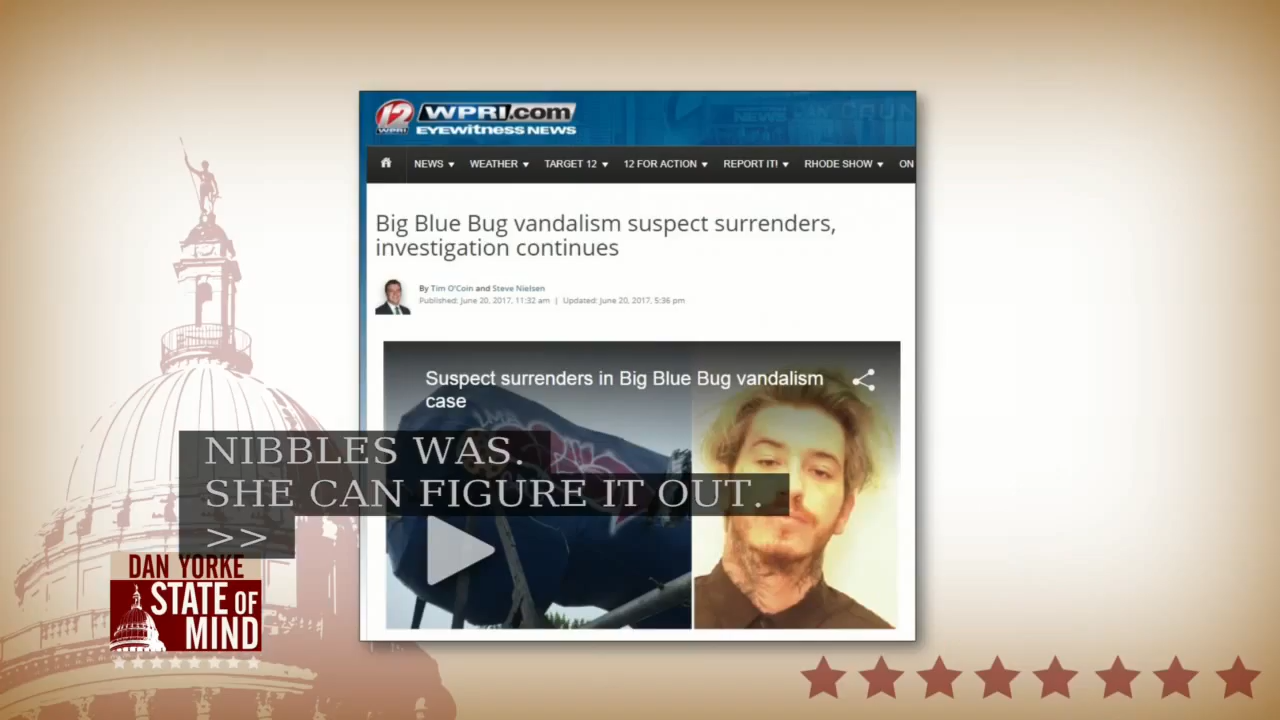 12
WPRI
WPRI.com
EYEWITNESS NEWS
NEWS
WEATHER
TARGET 12
12 FOR ACTION
REPORT IT!
RHODE SHOW
ON
Big Blue Bug vandalism suspect surrenders,
investigation continues
By Tim O'Coin and Steve Nielsen
Published: June 20, 2017, 11:32 am | Updated: June 20, 2017, 5:36 pm
Suspect surrenders in Big Blue Bug vandalism
case
NIBBLES WAS.
SHE CAN FIGURE IT OUT.
>>
DAN YORKE
STATE OF
MIND